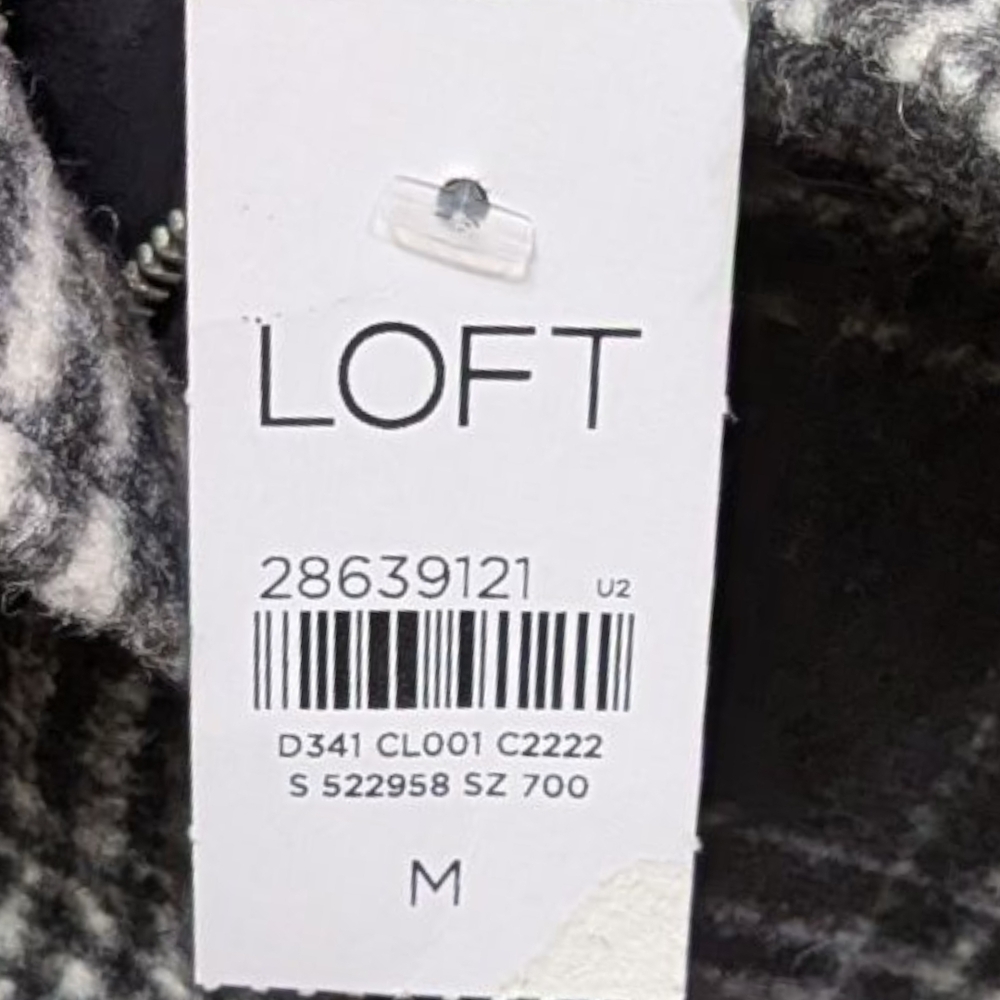 LOFT
28639121 U2
D341 CL001 C2222
S 522958 SZ 700
M